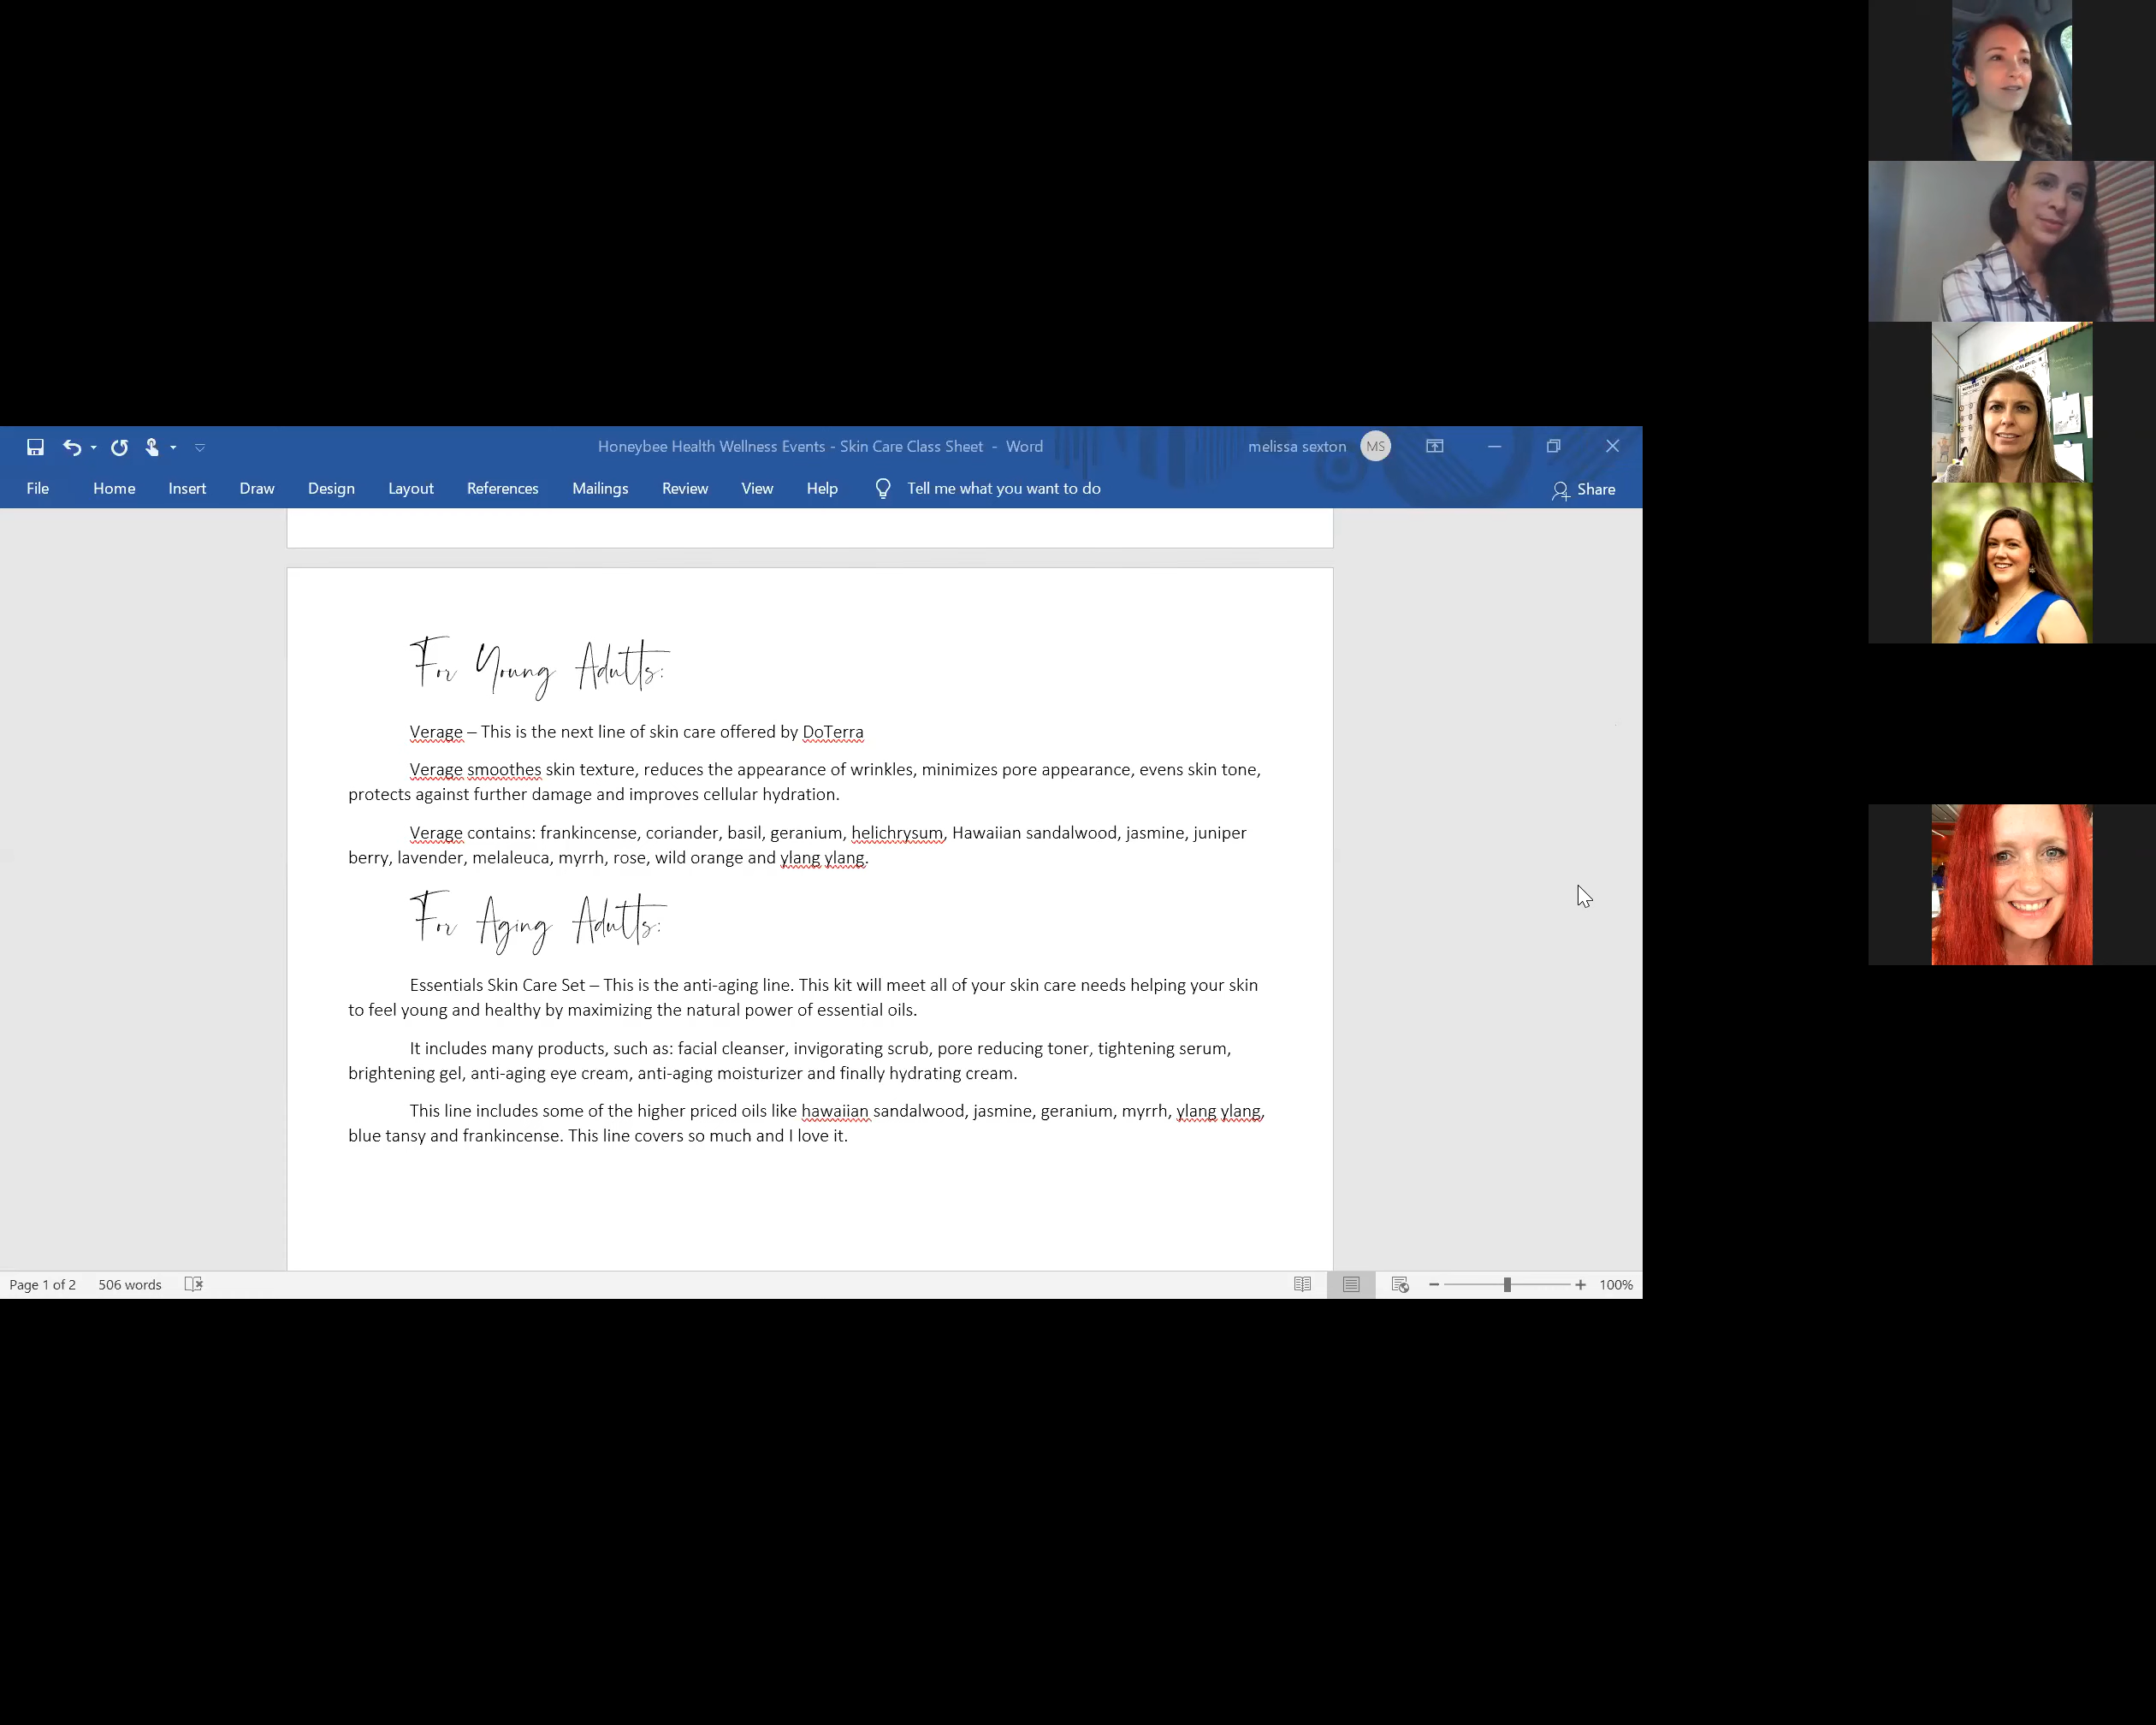 Honeybee Health Wellness Events - Skin Care Class Sheet - Word
melissa sexton MS
File Home Insert Draw Design Layout References Mailings Review View Help Tell me what you want to do Share
For Young Adults:
Verage – This is the next line of skin care offered by DoTerra
Verage smoothes skin texture, reduces the appearance of wrinkles, minimizes pore appearance, evens skin tone,
protects against further damage and improves cellular hydration.
Verage contains: frankincense, coriander, basil, geranium, helichrysum, Hawaiian sandalwood, jasmine, juniper
berry, lavender, melaleuca, myrrh, rose, wild orange and ylang ylang.
For Aging Adults:
Essentials Skin Care Set – This is the anti-aging line. This kit will meet all of your skin care needs helping your skin
to feel young and healthy by maximizing the natural power of essential oils.
It includes many products, such as: facial cleanser, invigorating scrub, pore reducing toner, tightening serum,
brightening gel, anti-aging eye cream, anti-aging moisturizer and finally hydrating cream.
This line includes some of the higher priced oils like hawaiian sandalwood, jasmine, geranium, myrrh, ylang ylang,
blue tansy and frankincense. This line covers so much and I love it.
Page 1 of 2 506 words 100%